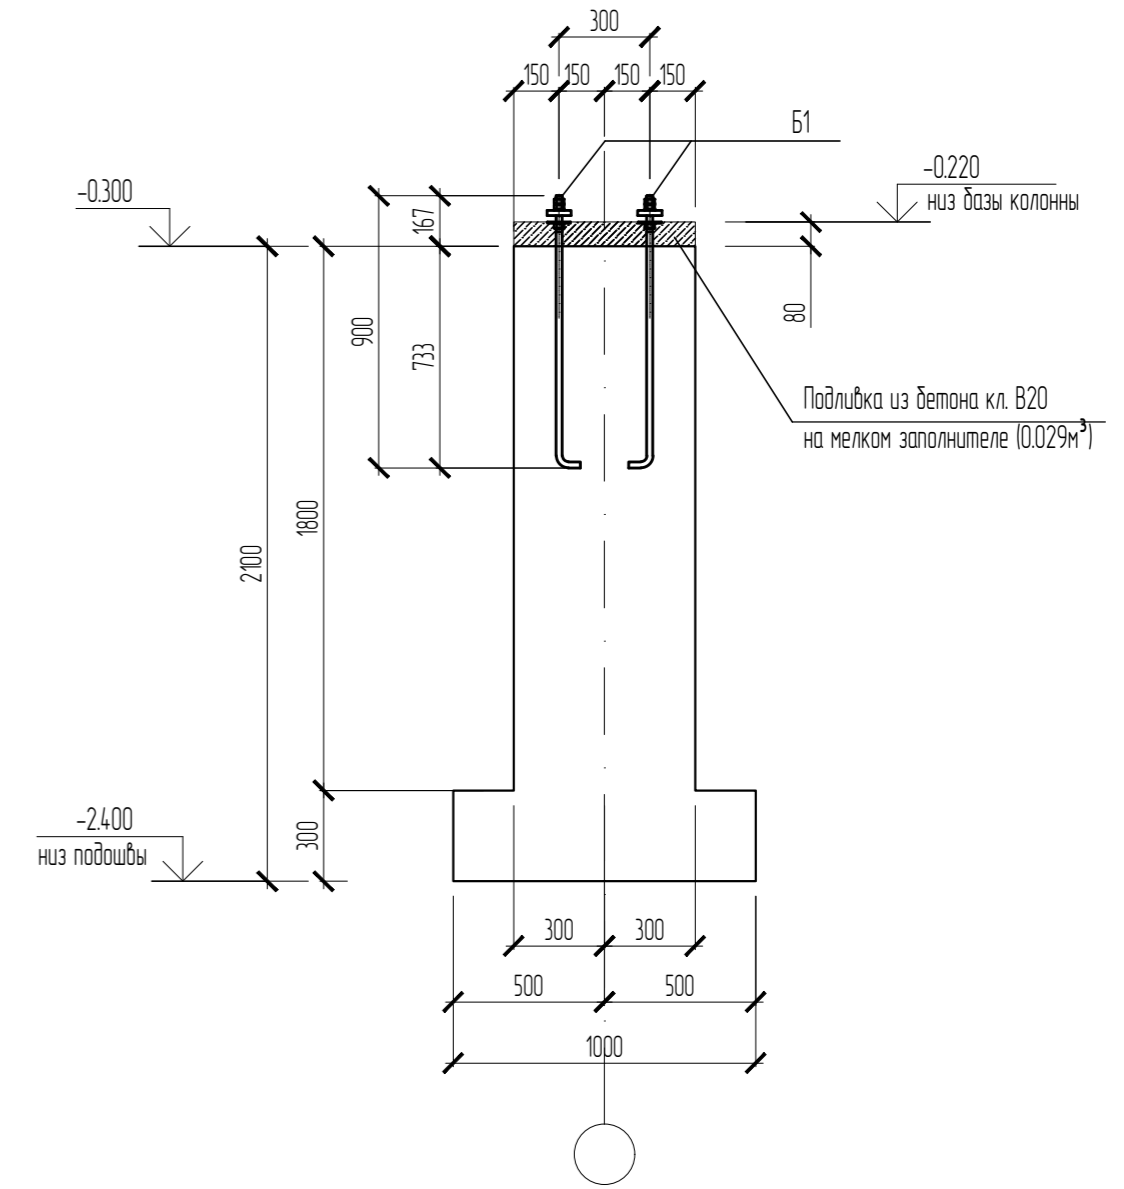 300
150 150 150 150
Б1
-0.300
-0.220
низ базы колонны
167
900
733
80
Подливка из бетона кл. В20
на мелком заполнителе (0.029м³)
2100
1800
300
-2.400
низ подошвы
300 300
500 500
1000